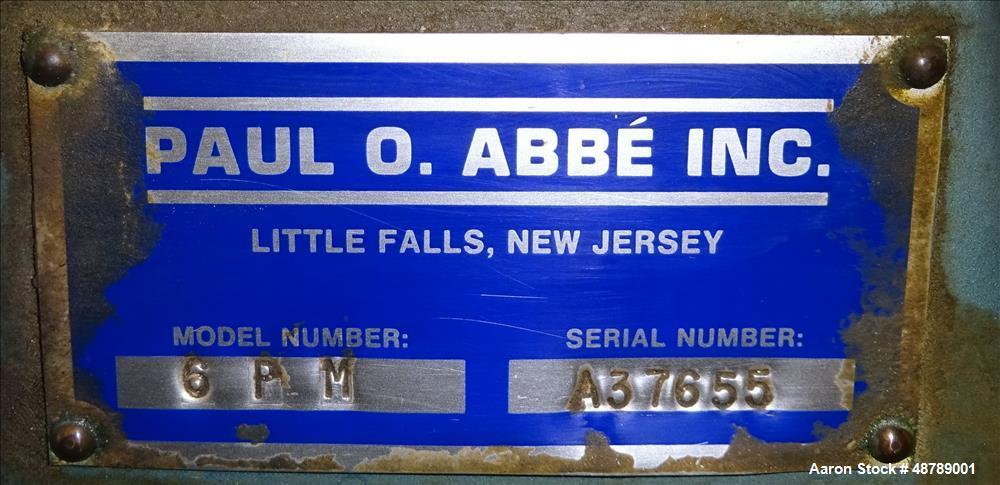 PAUL O. ABBÉ INC.
LITTLE FALLS, NEW JERSEY
MODEL NUMBER: SERIAL NUMBER:
6 P M A37655
Aaron Stock # 48789001